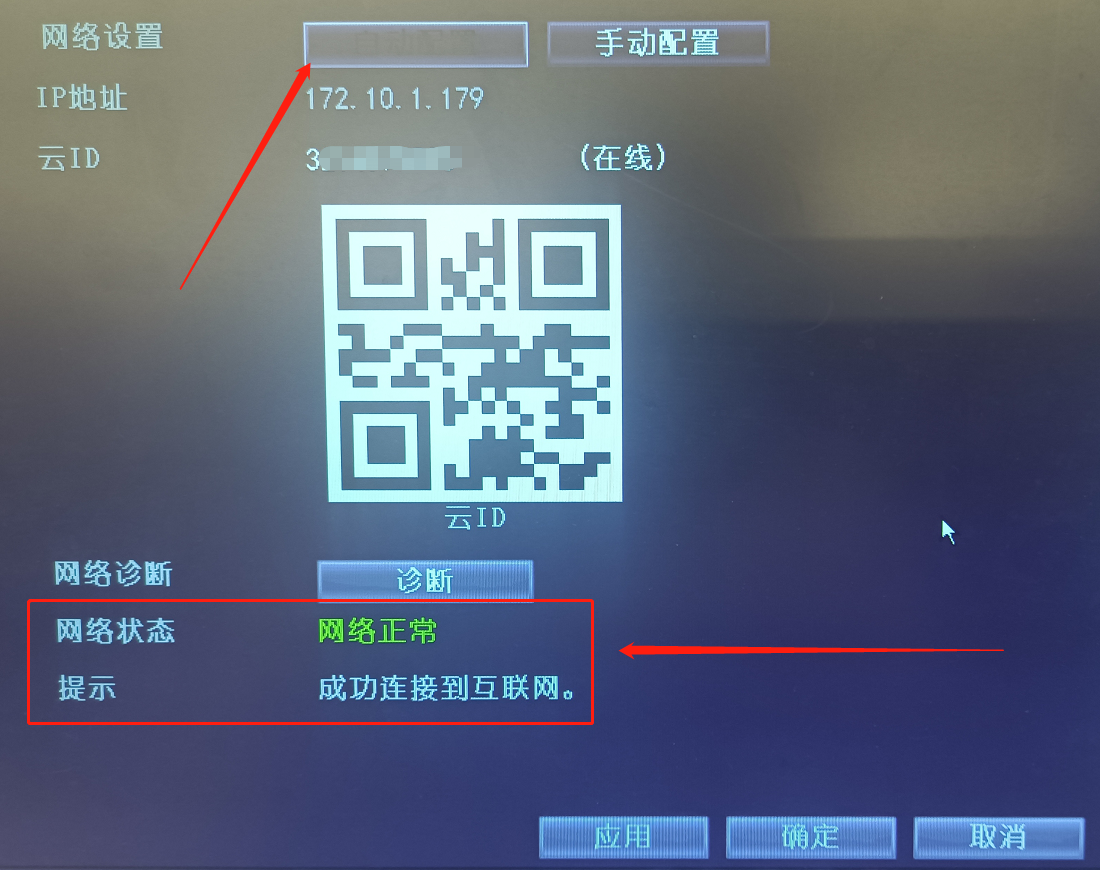 网络设置 手动配置
IP地址 172.10.1.179
云ID 3 (在线)
云ID
网络诊断 诊断
网络状态 网络正常
提示 成功连接到互联网。
应用 确定 取消